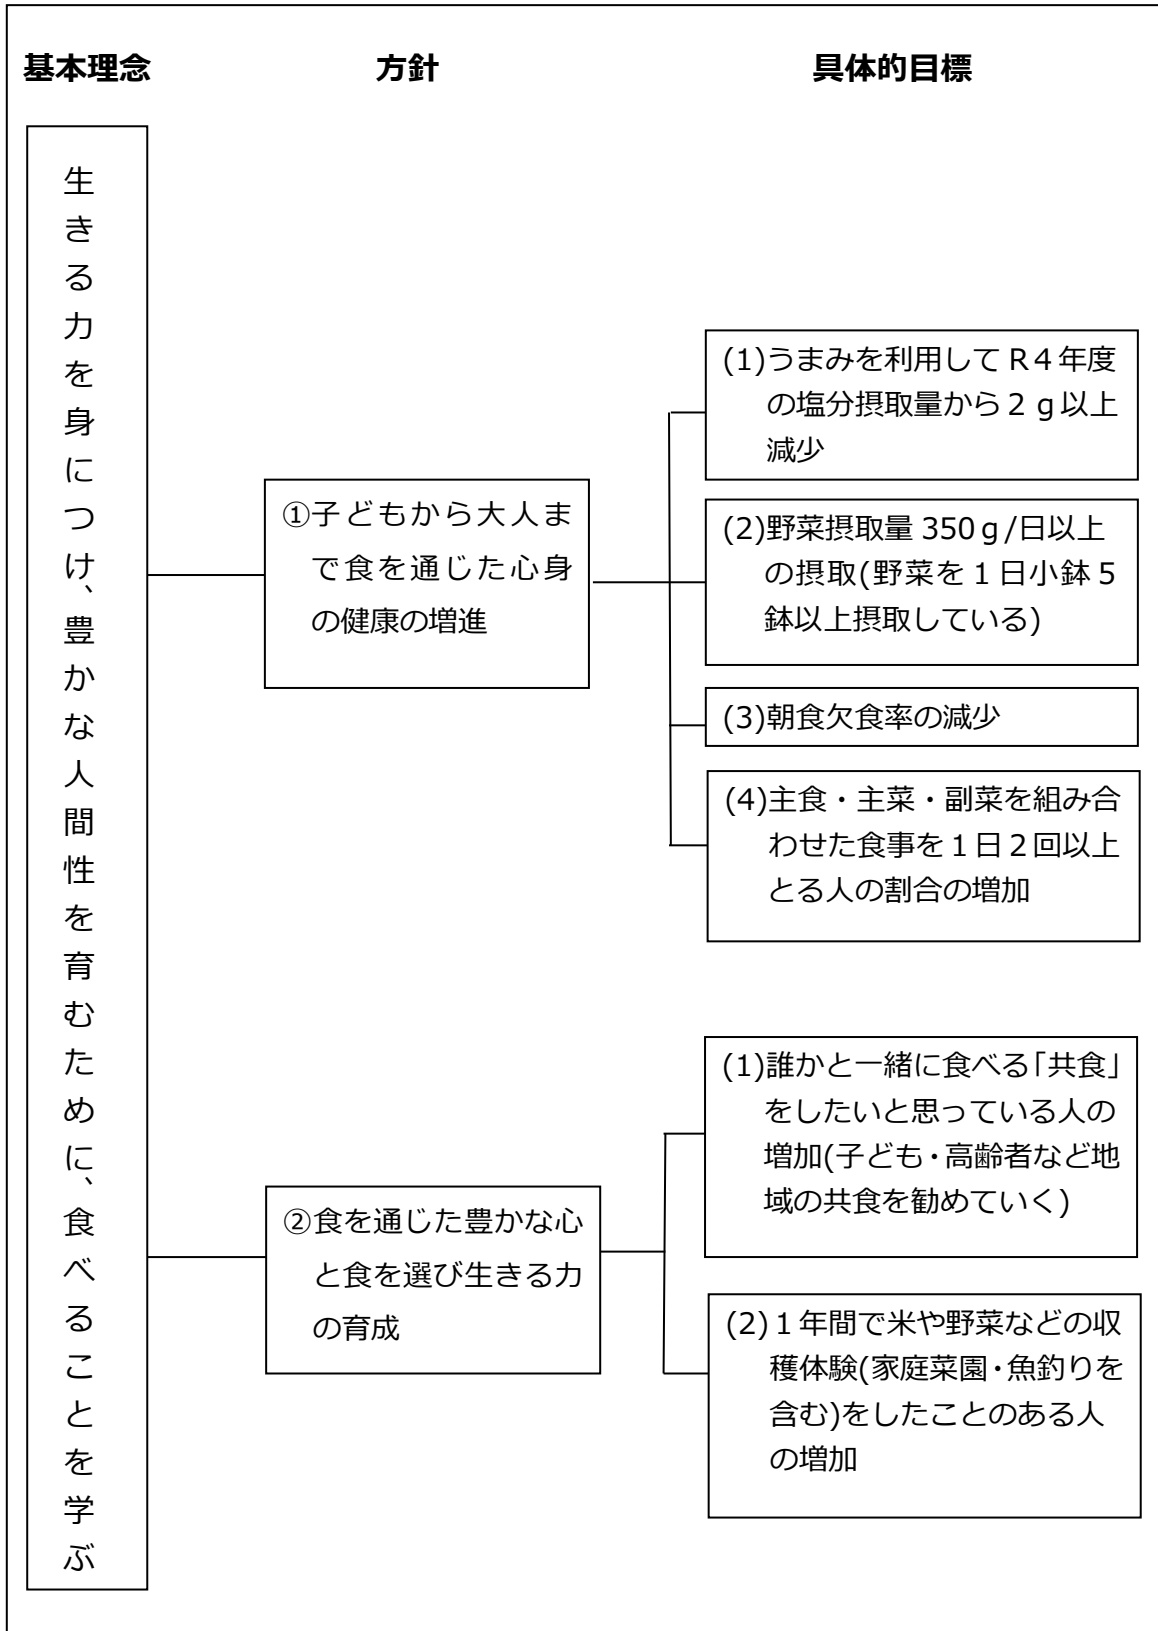 基本理念 方針 具体的目標
生きる力を身につけ、豊かな人間性を育むために、食べることを学ぶ
①子どもから大人ま
で食を通じた心身
の健康の増進
(1)うまみを利用してR4年度
の塩分摂取量から2g以上
減少
(2)野菜摂取量350g/日以上
の摂取(野菜を1日小鉢5
鉢以上摂取している)
(3)朝食欠食率の減少
(4)主食・主菜・副菜を組み合
わせた食事を1日2回以上
とる人の割合の増加
②食を通じた豊かな心
と食を選び生きる力
の育成
(1)誰かと一緒に食べる「共食」
をしたいと思っている人の
増加(子ども・高齢者など地
域の共食を勧めていく)
(2)1年間で米や野菜などの収
穫体験(家庭菜園・魚釣りを
含む)をしたことのある人
の増加